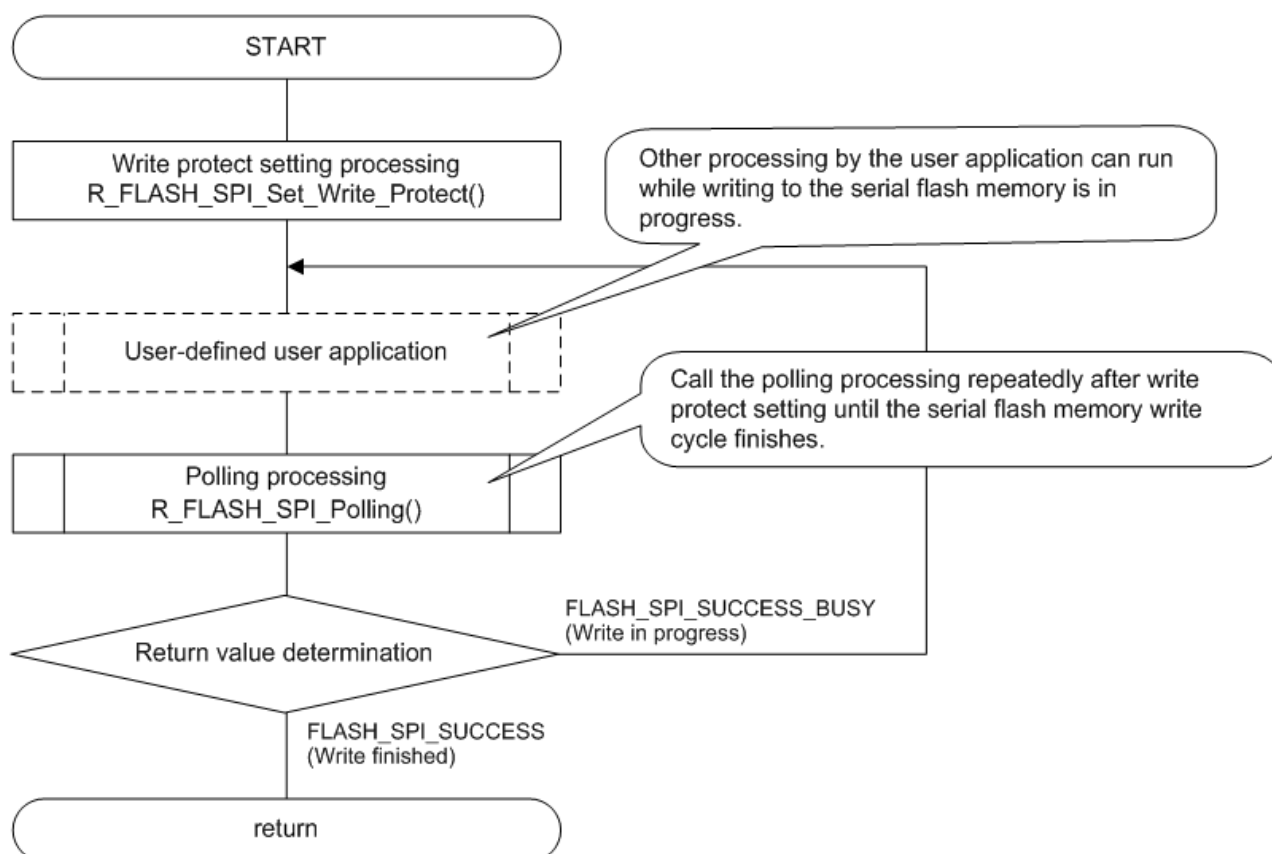 START
Write protect setting processing
R_FLASH_SPI_Set_Write_Protect()
Other processing by the user application can run
while writing to the serial flash memory is in
progress.
User-defined user application
Call the polling processing repeatedly after write
protect setting until the serial flash memory write
cycle finishes.
Polling processing
R_FLASH_SPI_Polling()
FLASH_SPI_SUCCESS_BUSY
(Write in progress)
Return value determination
FLASH_SPI_SUCCESS
(Write finished)
return